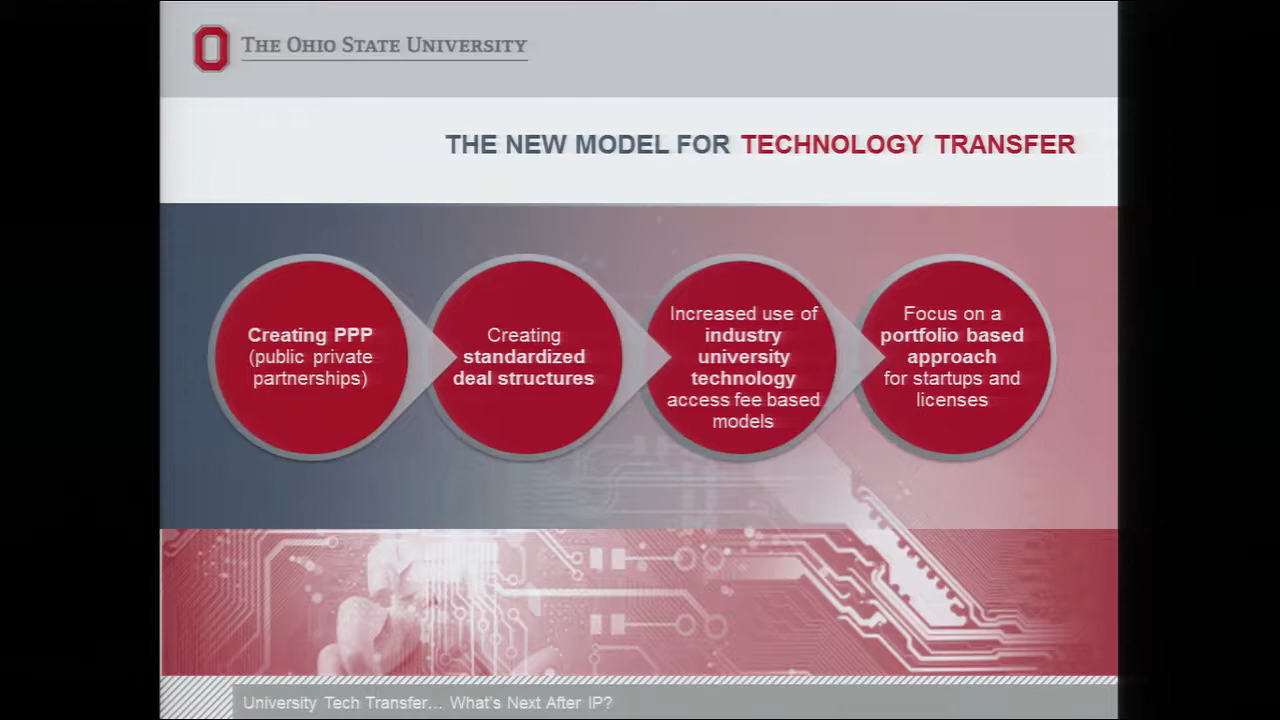 THE OHIO STATE UNIVERSITY
THE NEW MODEL FOR TECHNOLOGY TRANSFER
Creating PPP
(public private
partnerships)
Creating
standardized
deal structures
Increased use of
industry
university
technology
access fee based
models
Focus on a
portfolio based
approach
for startups and
licenses
University Tech Transfer... What's Next After IP?